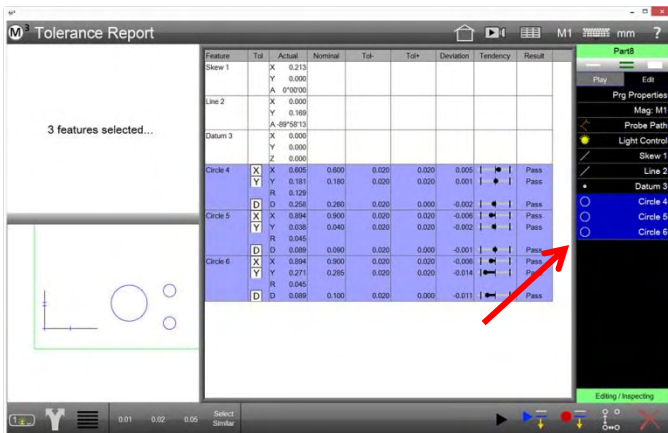 M³
M³ Tolerance Report M1 mm ?
3 features selected...
Feature Tol Actual Nominal Tol- Tol+ Deviation Tendency Result
Skew 1 X 0.213
Y 0.000
A 0°00'00
Line 2 X 0.000
Y 0.169
A -89°58'13
Datum 3 X 0.000
Y 0.000
Z 0.000
Circle 4 X X 0.605 0.600 0.020 0.020 0.005 Pass
Y Y 0.181 0.180 0.020 0.020 0.001 Pass
R 0.129
D D 0.258 0.260 0.020 0.000 -0.002 Pass
Circle 5 X X 0.894 0.900 0.020 0.020 -0.006 Pass
Y Y 0.038 0.040 0.020 0.020 -0.002 Pass
R 0.045
D D 0.089 0.090 0.020 0.000 -0.001 Pass
Circle 6 X X 0.894 0.900 0.020 0.020 -0.006 Pass
Y Y 0.271 0.285 0.020 0.020 -0.014 Pass
R 0.045
D D 0.089 0.100 0.020 0.000 -0.011 Pass
Part8
Play Edit
Prg Properties
Mag: M1
Probe Path
Light Control
Skew 1
Line 2
Datum 3
Circle 4
Circle 5
Circle 6
Editing / Inspecting
0.01 0.02 0.05 Select Similar